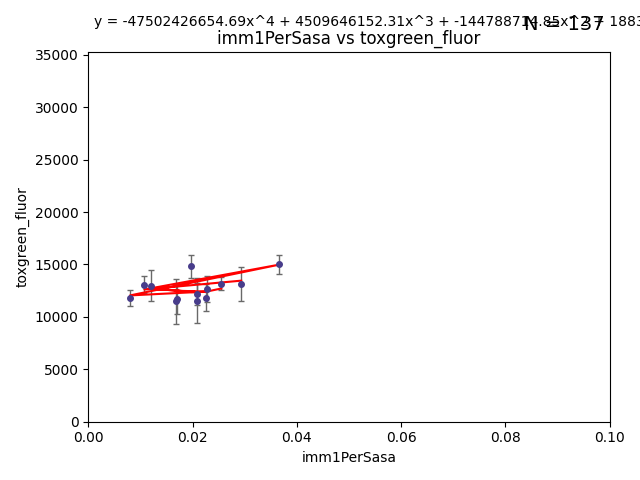 y = -47502426654.69x^4 + 4509646152.31x^3 +
N = 137
imm1PerSasa vs toxgreen_fluor
35000
30000
25000
20000
15000
10000
5000
0
toxgreen_fluor
0.00 0.02 0.04 0.06 0.08 0.10
imm1PerSasa